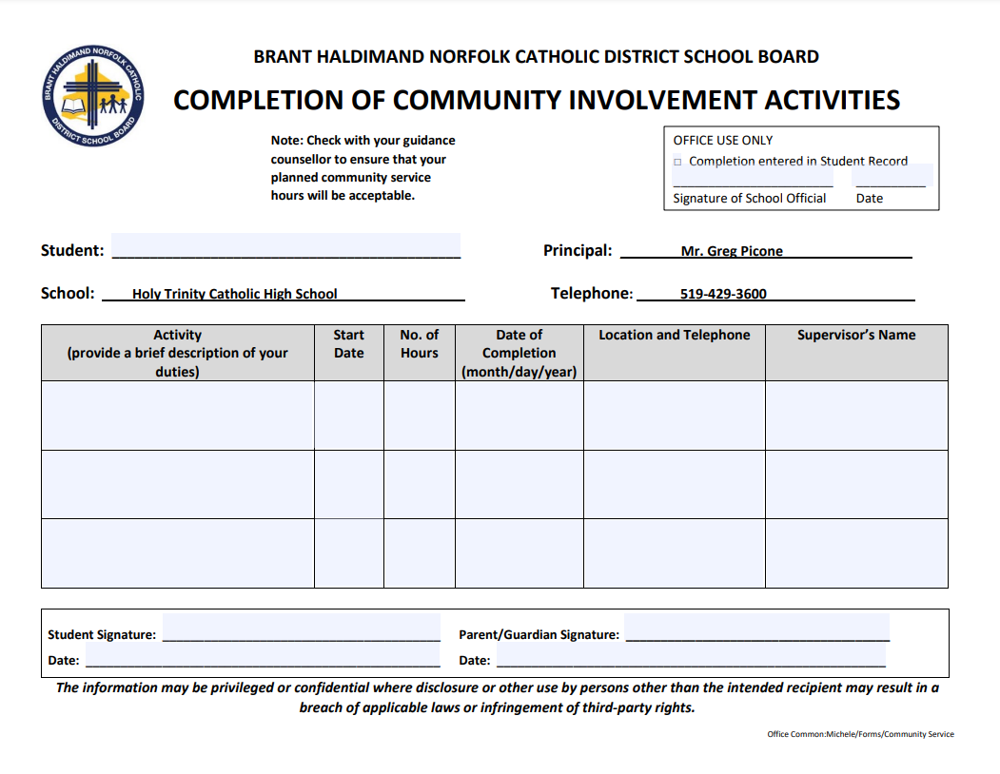 BRANT HALDIMAND NORFOLK CATHOLIC
DISTRICT SCHOOL BOARD
BRANT HALDIMAND NORFOLK CATHOLIC DISTRICT SCHOOL BOARD
COMPLETION OF COMMUNITY INVOLVEMENT ACTIVITIES
Note: Check with your guidance
counsellor to ensure that your
planned community service
hours will be acceptable.
OFFICE USE ONLY
□ Completion entered in Student Record
Signature of School Official Date
Student: Principal: Mr. Greg Picone
School: Holy Trinity Catholic High School Telephone: 519-429-3600
Activity
(provide a brief description of your
duties)
Start
Date
No. of
Hours
Date of
Completion
(month/day/year)
Location and Telephone
Supervisor’s Name
Student Signature: Parent/Guardian Signature:
Date: Date:
The information may be privileged or confidential where disclosure or other use by persons other than the intended recipient may result in a
breach of applicable laws or infringement of third-party rights.
Office Common:Michele/Forms/Community Service